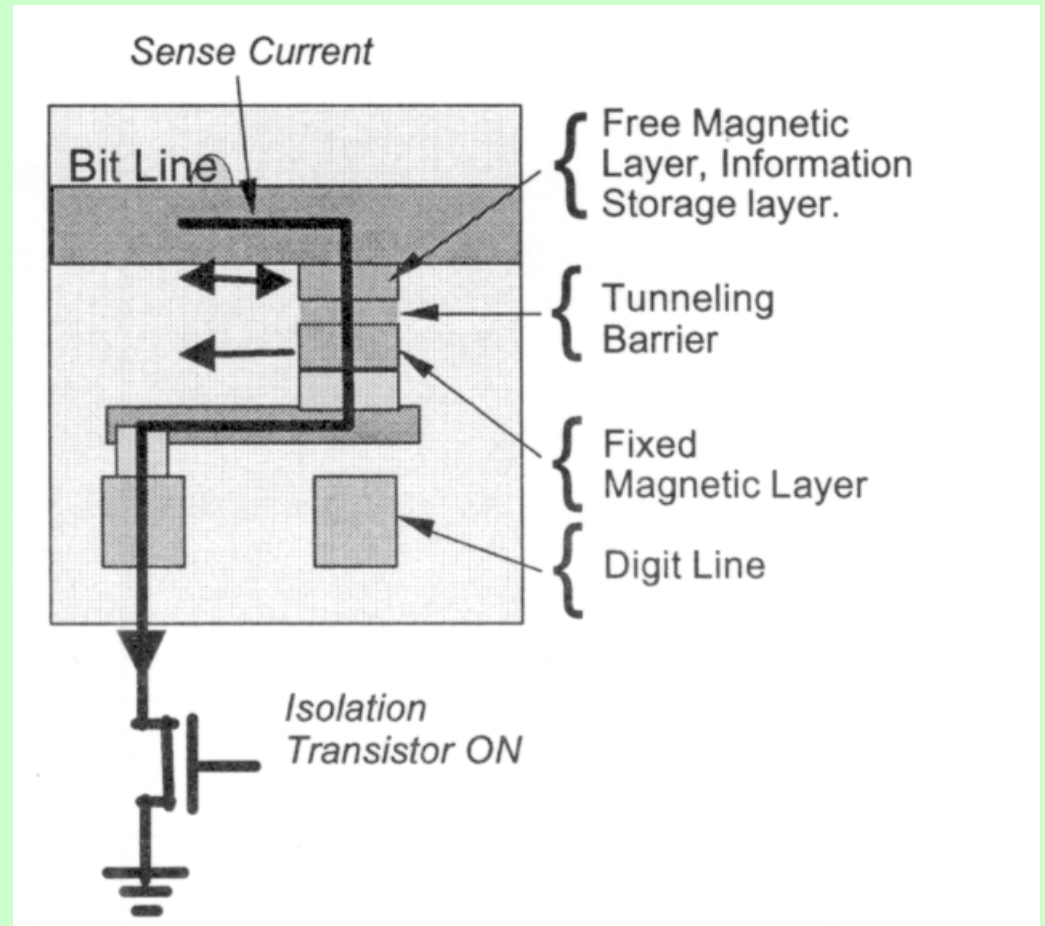 Sense Current
Bit Line
Free Magnetic
Layer, Information
Storage layer.
Tunneling
Barrier
Fixed
Magnetic Layer
Digit Line
Isolation
Transistor ON